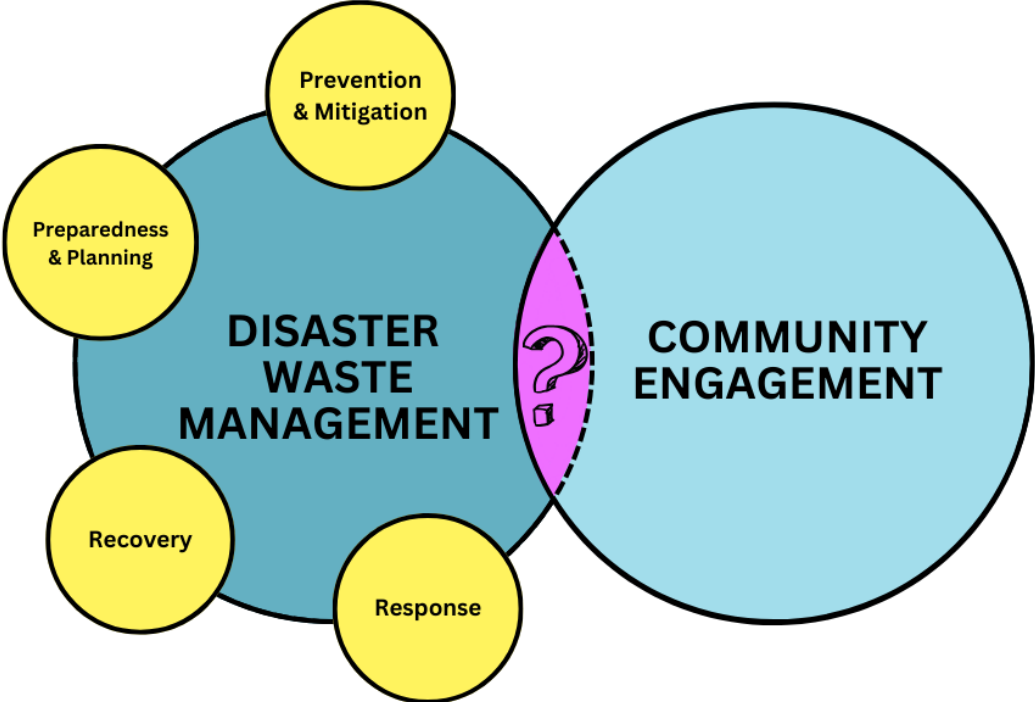 Prevention
& Mitigation
Preparedness
& Planning
DISASTER
WASTE
MANAGEMENT
?
COMMUNITY
ENGAGEMENT
Recovery
Response